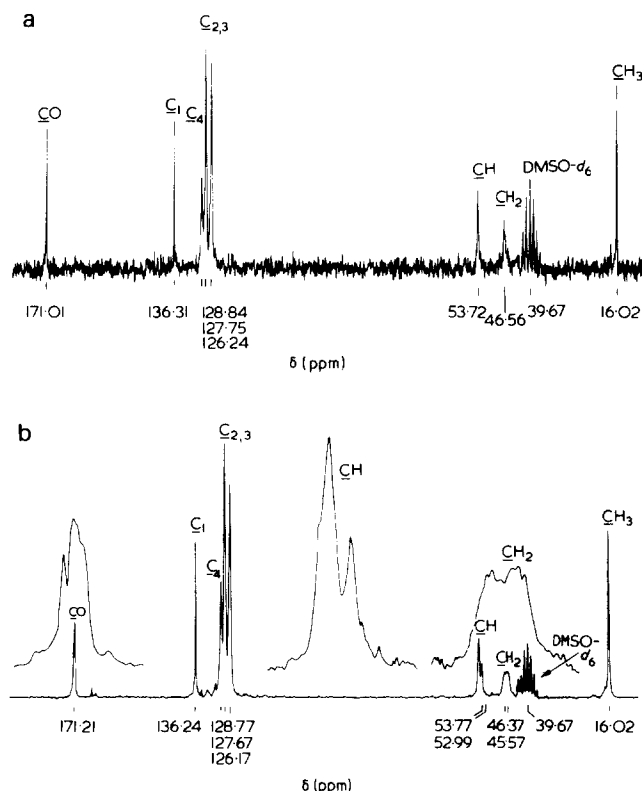 a
C₂,₃
CO
C₁
C₄
CH₃
CH
CH₂
DMSO-d₆
171·01
136·31
128·84
127·75
126·24
53·72
46·56
39·67
16·02
δ (ppm)
b
C₂,₃
CO
C₁
C₄
CH
CH
CH₂
CH₂
DMSO-
d₆
CH₃
171·21
136·24
128·77
127·67
126·17
53·77
52·99
46·37
45·57
39·67
16·02
δ (ppm)